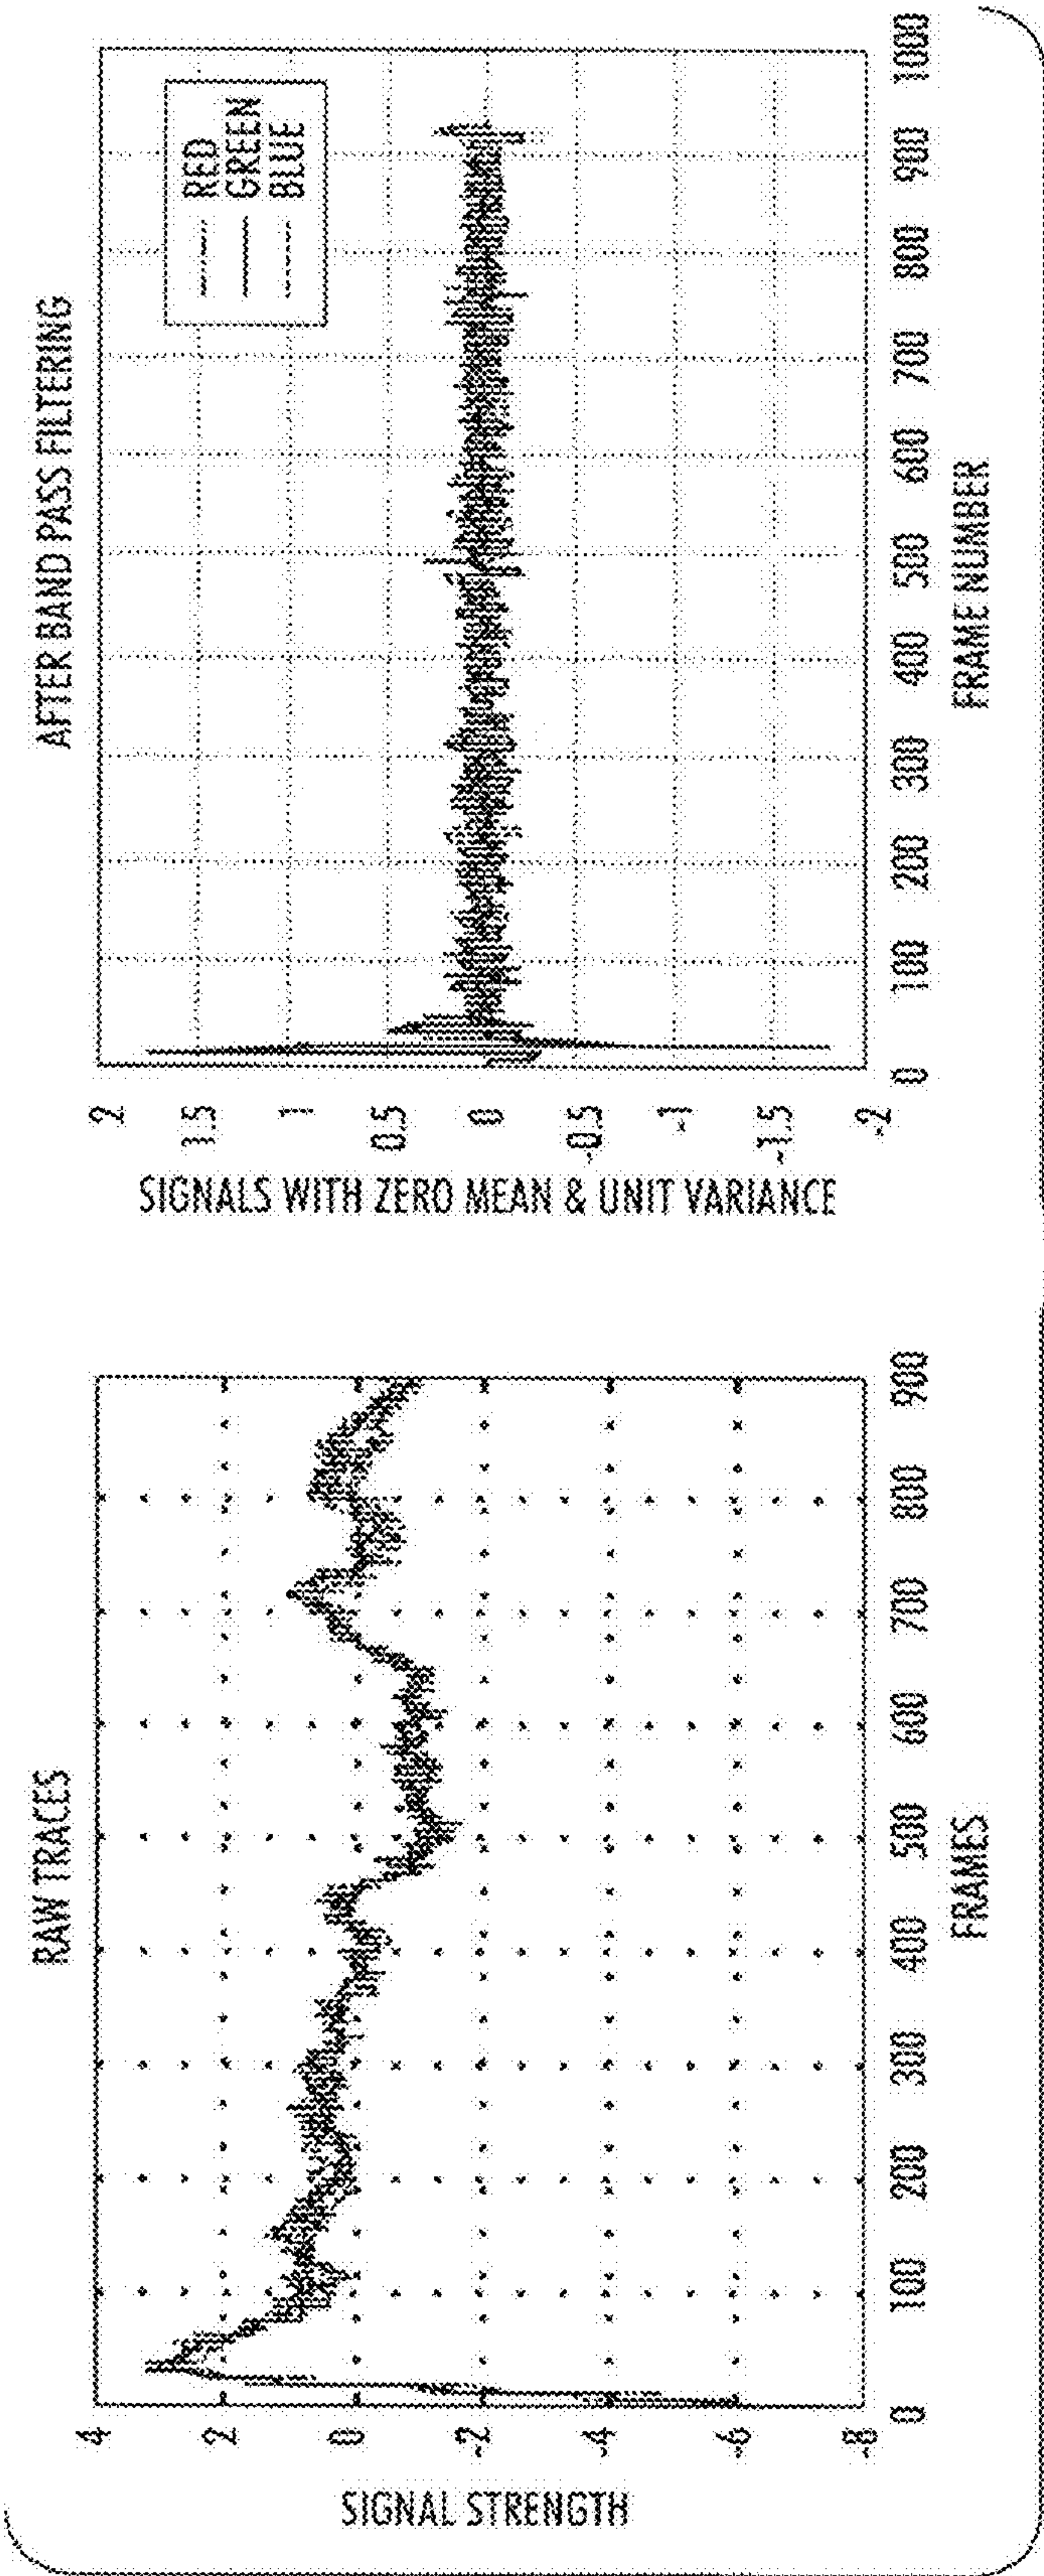 RAW TRACES
SIGNAL STRENGTH
4
2
0
-2
-4
-6
-8
0 100 200 300 400 500 600 700 800 900
FRAMES
AFTER BAND PASS FILTERING
SIGNALS WITH ZERO MEAN & UNIT VARIANCE
2
1.5
1
0.5
0
-0.5
-1
-1.5
-2
RED
GREEN
BLUE
0 100 200 300 400 500 600 700 800 900 1000
FRAME NUMBER